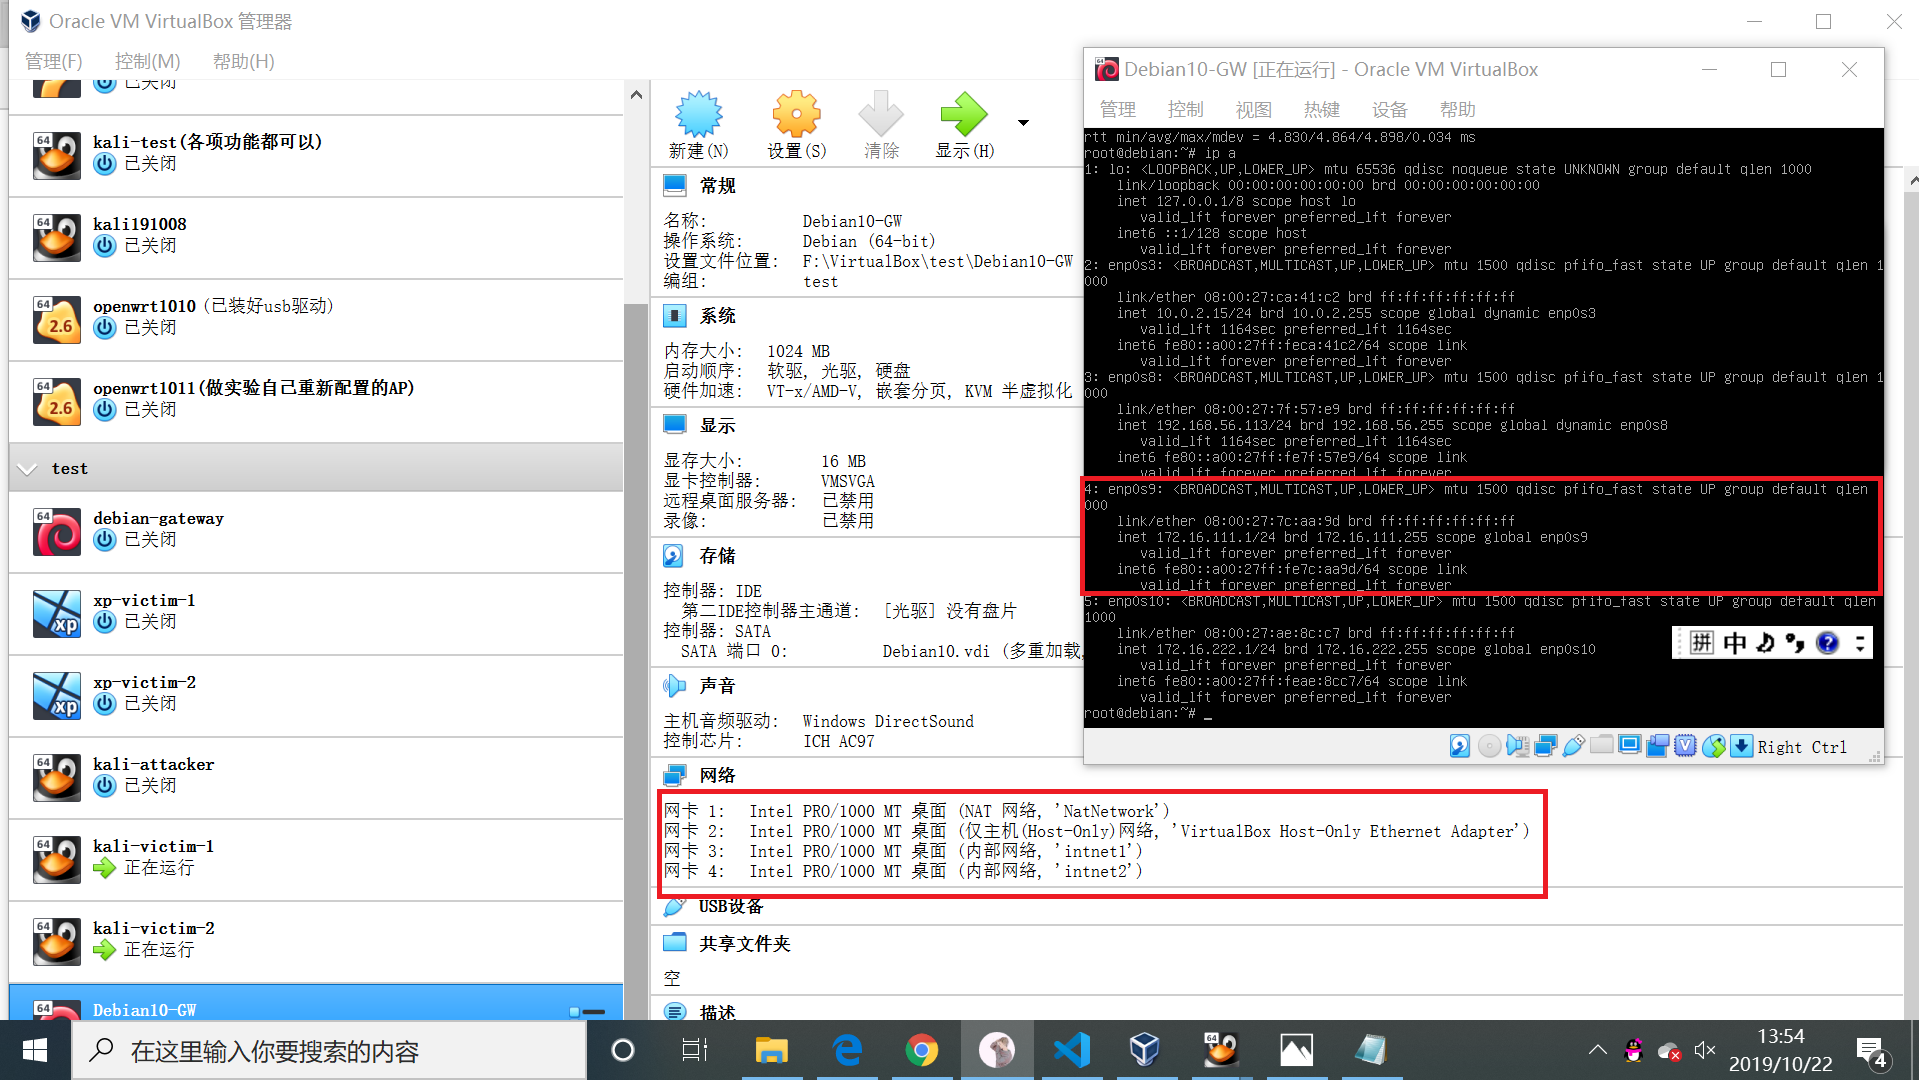 Oracle VM VirtualBox 管理器
管理(F) 控制(M) 帮助(H)
已关闭
64
kali-test(各项功能都可以)
已关闭
64
kali191008
已关闭
64
2.6
openwrt1010 (已装好usb驱动)
已关闭
64
2.6
openwrt1011(做实验自己重新配置的AP)
已关闭
test
64
debian-gateway
已关闭
xp
xp-victim-1
已关闭
xp
xp-victim-2
已关闭
64
kali-attacker
已关闭
64
kali-victim-1
正在运行
64
kali-victim-2
正在运行
64
Debian10-GW
新建(N) 设置(S) 清除 显示(H)
常规
名称: Debian10-GW
操作系统: Debian (64-bit)
设置文件位置: F:\VirtualBox\test\Debian10-GW
编组: test
系统
内存大小: 1024 MB
启动顺序: 软驱, 光驱, 硬盘
硬件加速: VT-x/AMD-V, 嵌套分页, KVM 半虚拟化
显示
显存大小: 16 MB
显卡控制器: VMSVGA
远程桌面服务器: 已禁用
录像: 已禁用
存储
控制器: IDE
第二IDE控制器主通道: [光驱] 没有盘片
控制器: SATA
SATA 端口 0: Debian10.vdi (多重加载,
声音
主机音频驱动: Windows DirectSound
控制芯片: ICH AC97
网络
网卡 1: Intel PRO/1000 MT 桌面 (NAT 网络, 'NatNetwork')
网卡 2: Intel PRO/1000 MT 桌面 (仅主机(Host-Only)网络, 'VirtualBox Host-Only Ethernet Adapter')
网卡 3: Intel PRO/1000 MT 桌面 (内部网络, 'intnet1')
网卡 4: Intel PRO/1000 MT 桌面 (内部网络, 'intnet2')
USB设备
共享文件夹
空
描述
64
Debian10-GW [正在运行] - Oracle VM VirtualBox
管理 控制 视图 热键 设备 帮助
rtt min/avg/max/mdev = 4.830/4.864/4.898/0.034 ms
root@debian:~# ip a
1: lo: <LOOPBACK,UP,LOWER_UP> mtu 65536 qdisc noqueue state UNKNOWN group default qlen 1000
link/loopback 00:00:00:00:00:00 brd 00:00:00:00:00:00
inet 127.0.0.1/8 scope host lo
valid_lft forever preferred_lft forever
inet6 ::1/128 scope host
valid_lft forever preferred_lft forever
2: enp0s3: <BROADCAST,MULTICAST,UP,LOWER_UP> mtu 1500 qdisc pfifo_fast state UP group default qlen 1
000
link/ether 08:00:27:ca:41:c2 brd ff:ff:ff:ff:ff:ff
inet 10.0.2.15/24 brd 10.0.2.255 scope global dynamic enp0s3
valid_lft 1164sec preferred_lft 1164sec
inet6 fe80::a00:27ff:feca:41c2/64 scope link
valid_lft forever preferred_lft forever
3: enp0s8: <BROADCAST,MULTICAST,UP,LOWER_UP> mtu 1500 qdisc pfifo_fast state UP group default qlen 1
000
link/ether 08:00:27:7f:57:e9 brd ff:ff:ff:ff:ff:ff
inet 192.168.56.113/24 brd 192.168.56.255 scope global dynamic enp0s8
valid_lft 1164sec preferred_lft 1164sec
inet6 fe80::a00:27ff:fe7f:57e9/64 scope link
valid_lft forever preferred_lft forever
4: enp0s9: <BROADCAST,MULTICAST,UP,LOWER_UP> mtu 1500 qdisc pfifo_fast state UP group default qlen
000
link/ether 08:00:27:7c:aa:9d brd ff:ff:ff:ff:ff:ff
inet 172.16.111.1/24 brd 172.16.111.255 scope global enp0s9
valid_lft forever preferred_lft forever
inet6 fe80::a00:27ff:fe7c:aa9d/64 scope link
valid_lft forever preferred_lft forever
5: enp0s10: <BROADCAST,MULTICAST,UP,LOWER_UP> mtu 1500 qdisc pfifo_fast state UP group default qlen
1000
link/ether 08:00:27:ae:8c:c7 brd ff:ff:ff:ff:ff:ff
inet 172.16.222.1/24 brd 172.16.222.255 scope global enp0s10
valid_lft forever preferred_lft forever
inet6 fe80::a00:27ff:feae:8cc7/64 scope link
valid_lft forever preferred_lft forever
root@debian:~# _
拼 中
Right Ctrl
在这里输入你要搜索的内容
64
13:54
2019/10/22
4